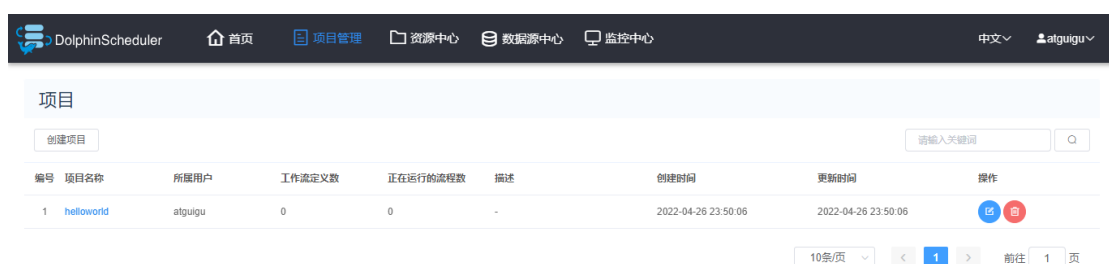 DolphinScheduler 首页 项目管理 资源中心 数据源中心 监控中心 中文 atguigu
项目
创建项目 请输入关键词
编号 项目名称 所属用户 工作流定义数 正在运行的流程数 描述 创建时间 更新时间 操作
1 helloworld atguigu 0 0 - 2022-04-26 23:50:06 2022-04-26 23:50:06
10条/页 < 1 > 前往 1 页